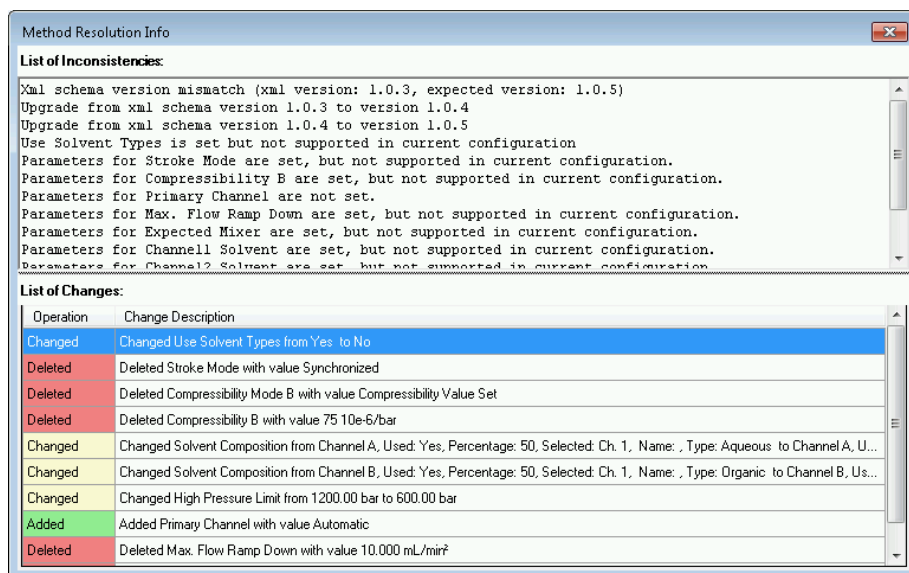 Method Resolution Info
List of Inconsistencies:
Xml schema version mismatch (xml version: 1.0.3, expected version: 1.0.5)
Upgrade from xml schema version 1.0.3 to version 1.0.4
Upgrade from xml schema version 1.0.4 to version 1.0.5
Use Solvent Types is set but not supported in current configuration
Parameters for Stroke Mode are set, but not supported in current configuration.
Parameters for Compressibility B are set, but not supported in current configuration.
Parameters for Primary Channel are not set.
Parameters for Max. Flow Ramp Down are set, but not supported in current configuration.
Parameters for Expected Mixer are set, but not supported in current configuration.
Parameters for Channel1 Solvent are set, but not supported in current configuration.
Parameters for Channel2 Solvent are set, but not supported in current configuration
List of Changes:
Operation Change Description
Changed Changed Use Solvent Types from Yes to No
Deleted Deleted Stroke Mode with value Synchronized
Deleted Deleted Compressibility Mode B with value Compressibility Value Set
Deleted Deleted Compressibility B with value 75 10e-6/bar
Changed Changed Solvent Composition from Channel A, Used: Yes, Percentage: 50, Selected: Ch. 1, Name: , Type: Aqueous to Channel A, U...
Changed Changed Solvent Composition from Channel B, Used: Yes, Percentage: 50, Selected: Ch. 1, Name: , Type: Organic to Channel B, Us...
Changed Changed High Pressure Limit from 1200.00 bar to 600.00 bar
Added Added Primary Channel with value Automatic
Deleted Deleted Max. Flow Ramp Down with value 10.000 mL/min²